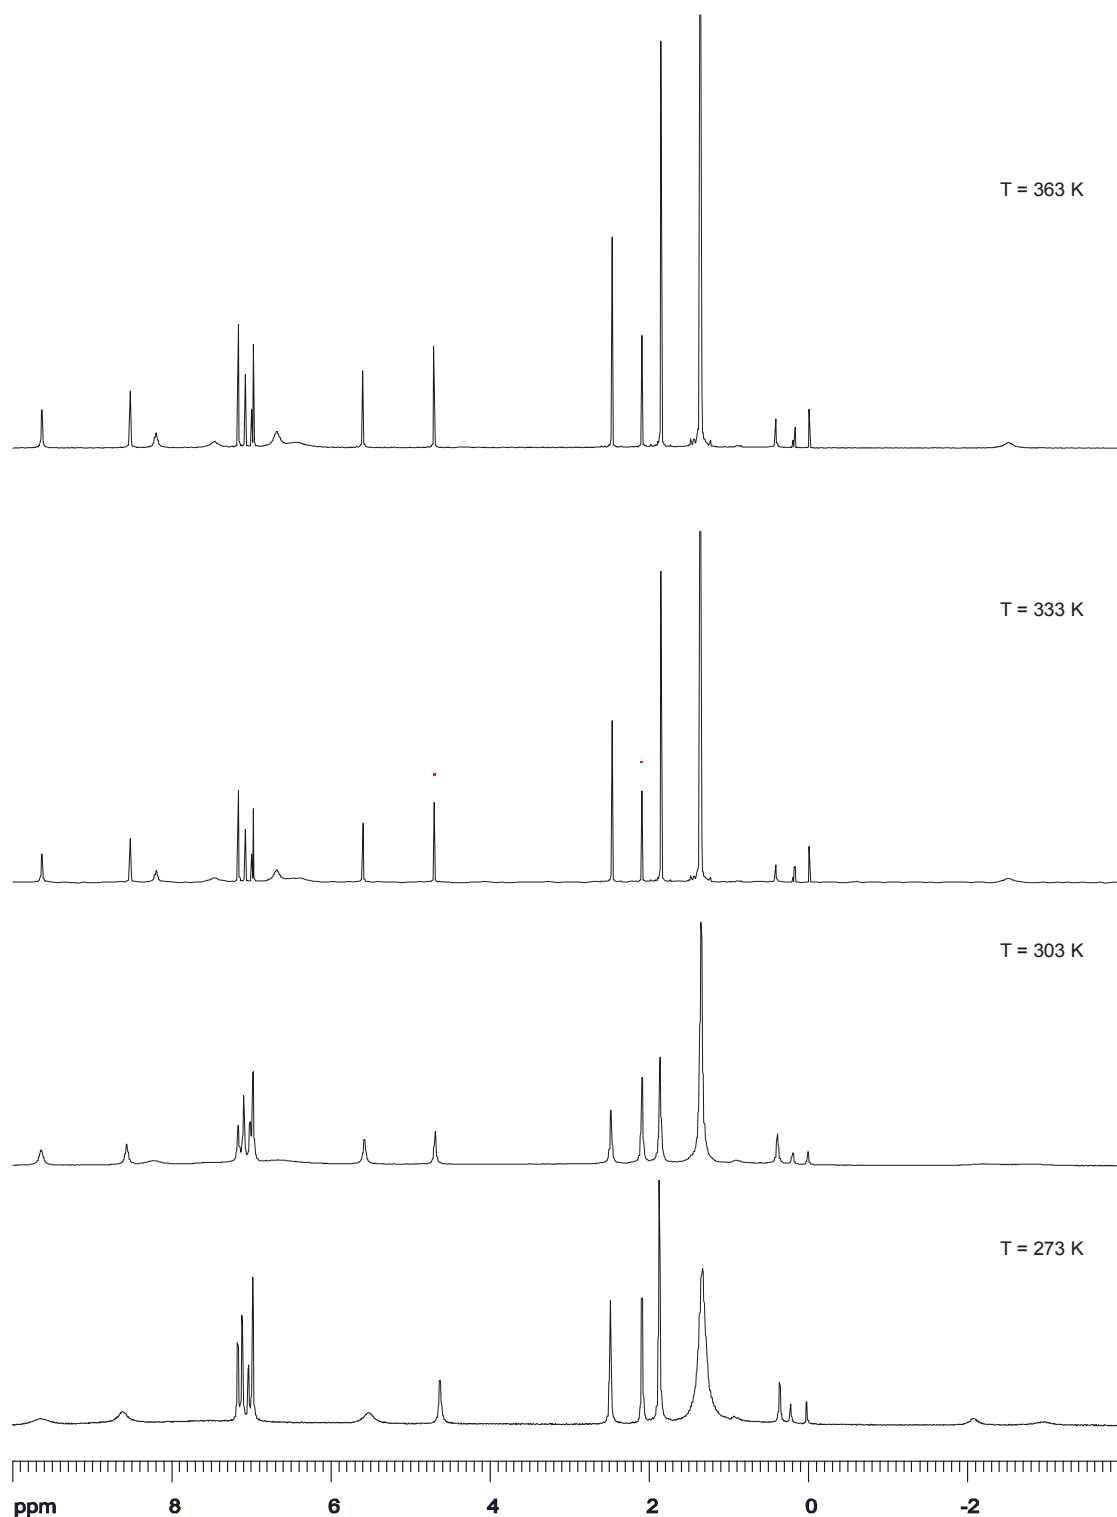 T = 363 K
T = 333 K
T = 303 K
T = 273 K
ppm 8 6 4 2 0 -2